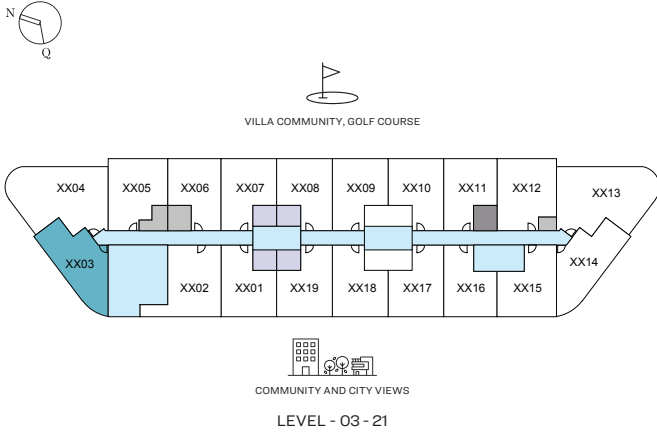 N
Q
VILLA COMMUNITY, GOLF COURSE
XX04 XX05 XX06 XX07 XX08 XX09 XX10 XX11 XX12 XX13
XX03 XX14
XX02 XX01 XX19 XX18 XX17 XX16 XX15
COMMUNITY AND CITY VIEWS
LEVEL - 03 - 21